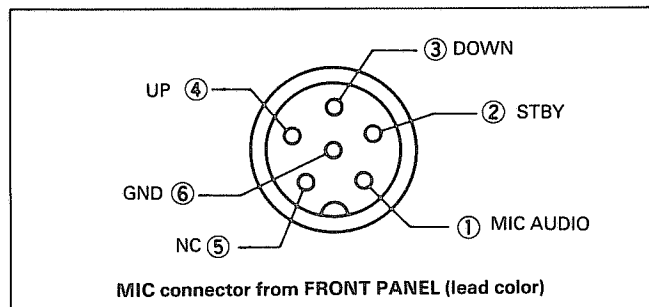 ③ DOWN
UP ④
② STBY
GND ⑥
① MIC AUDIO
NC ⑤
MIC connector from FRONT PANEL (lead color)